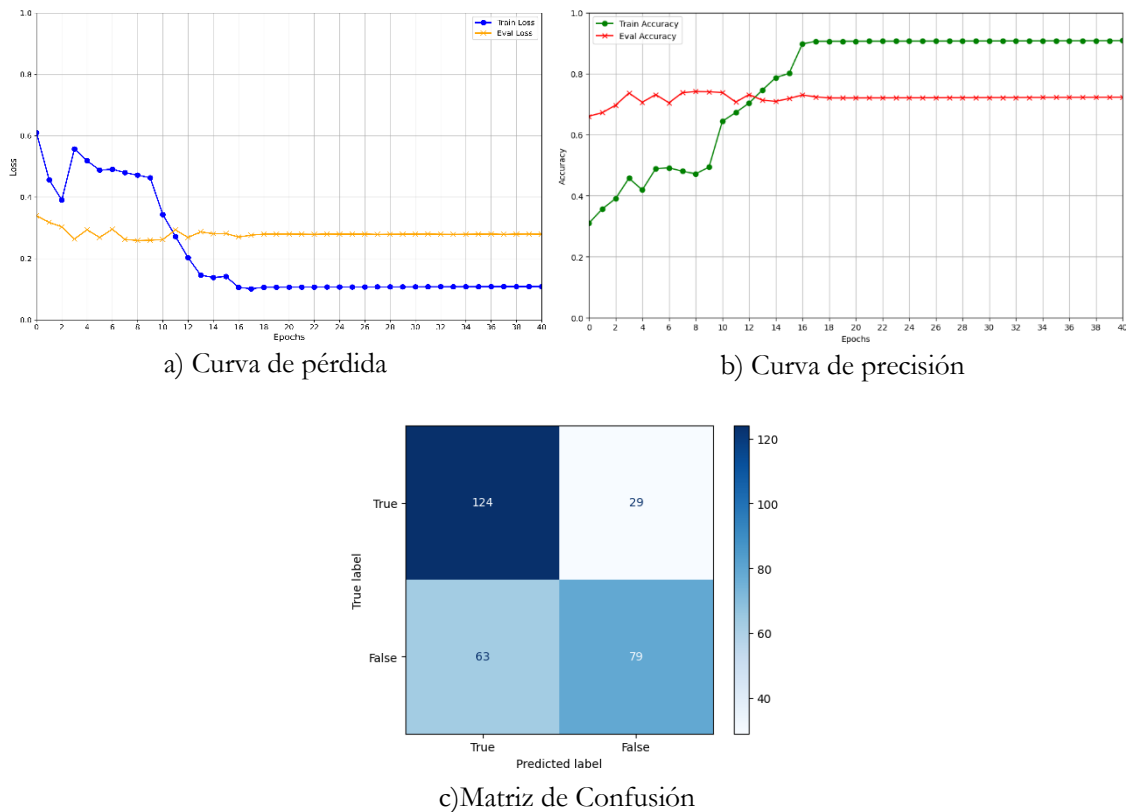 1.0
0.8
0.6
0.4
0.2
0.0
Loss
Train Loss
Eval Loss
0 2 4 6 8 10 12 14 16 18 20 22 24 26 28 30 32 34 36 38 40
Epochs
a) Curva de pérdida
1.0
0.8
0.6
0.4
0.2
0.0
Accuracy
Train Accuracy
Eval Accuracy
0 2 4 6 8 10 12 14 16 18 20 22 24 26 28 30 32 34 36 38 40
Epochs
b) Curva de precisión
True label
True
124 29
False
63 79
True False
Predicted label
120
100
80
60
40
c)Matriz de Confusión